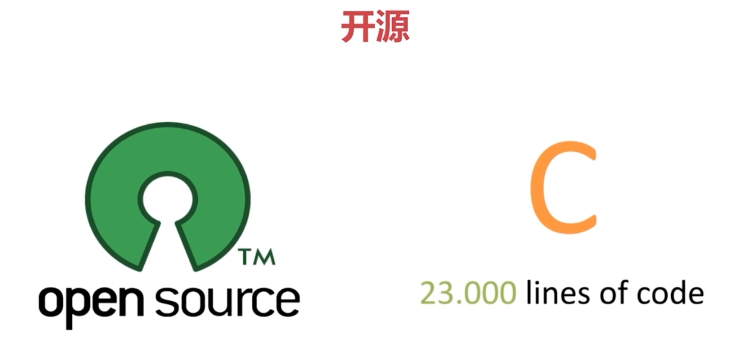 开源
TM
open source
C
23.000 lines of code